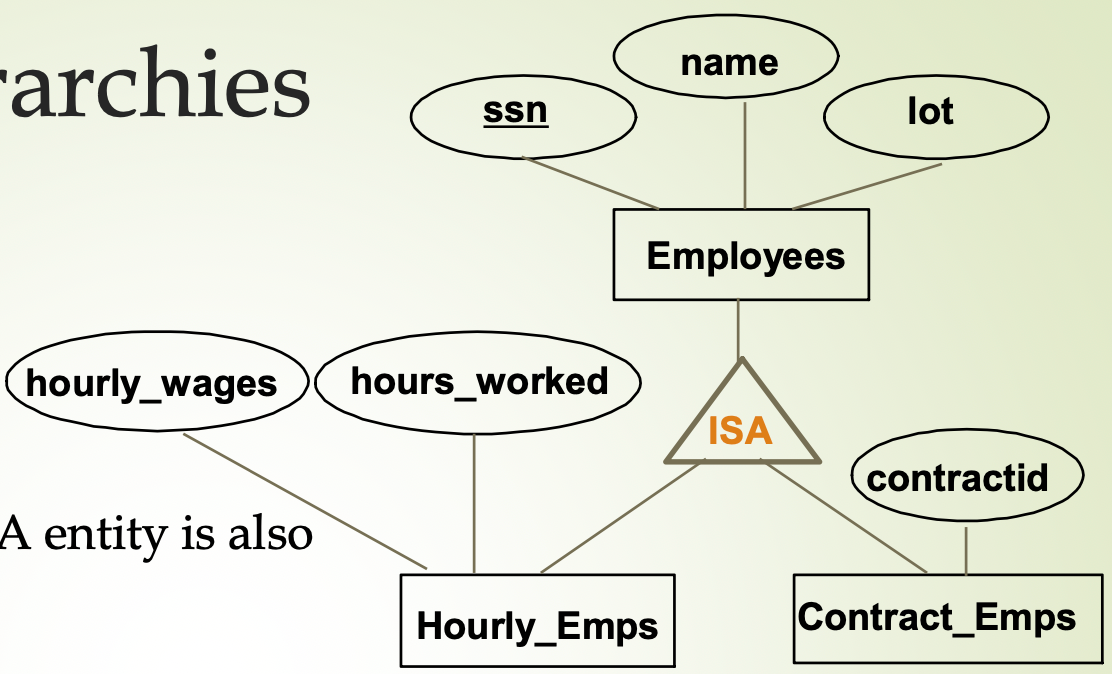 rarchies
name
ssn
lot
Employees
hourly_wages
hours_worked
ISA
contractid
A entity is also
Hourly_Emps
Contract_Emps